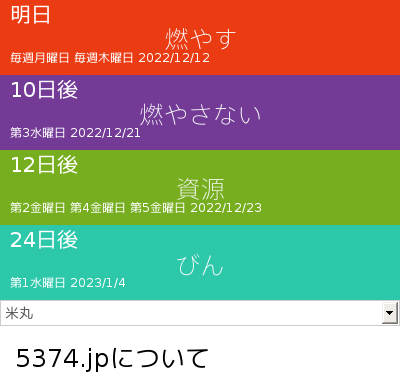 明日
燃やす
毎週月曜日 毎週木曜日 2022/12/12
10日後
燃やさない
第3水曜日 2022/12/21
12日後
資源
第2金曜日 第4金曜日 第5金曜日 2022/12/23
24日後
びん
第1水曜日 2023/1/4
米丸
5374.jpについて